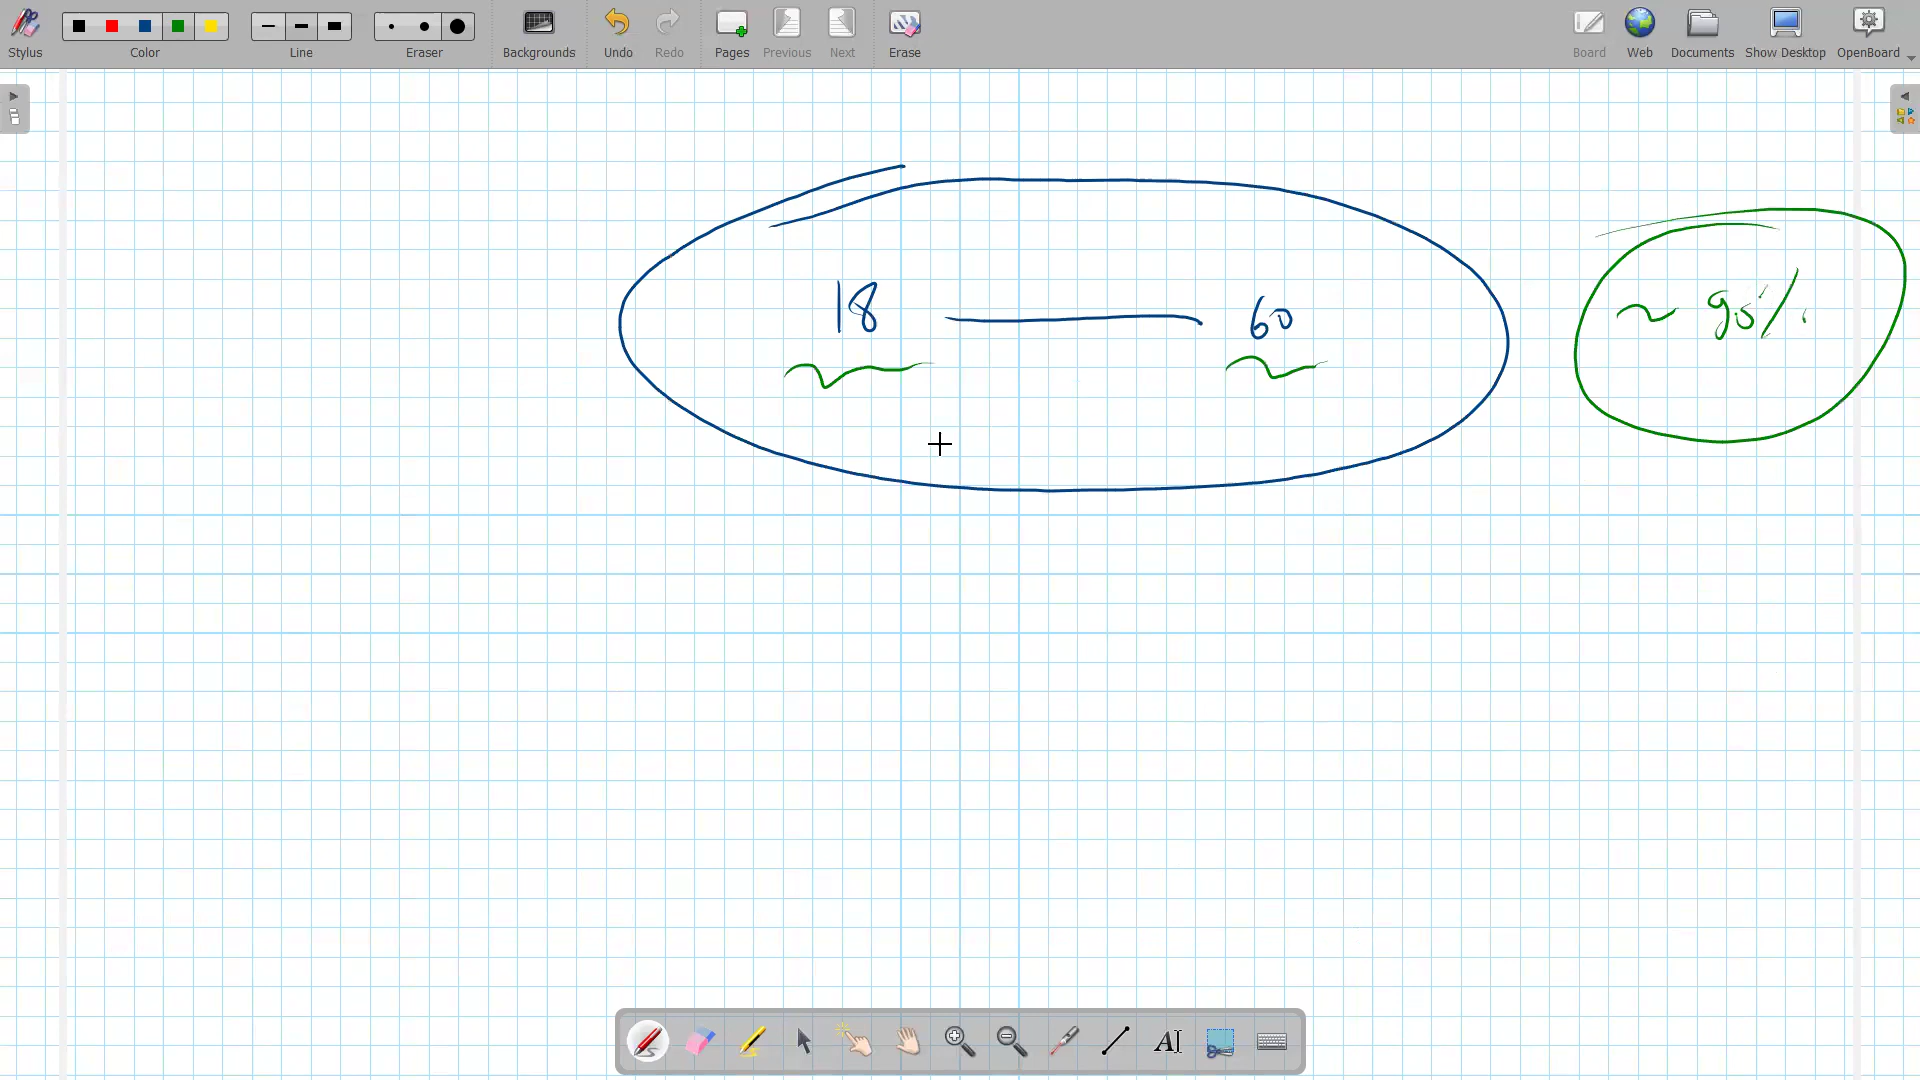 Stylus Color Line Eraser Backgrounds Undo Redo Pages Previous Next Erase Board Web Documents Show Desktop OpenBoard
18 — 60 ~ 90%